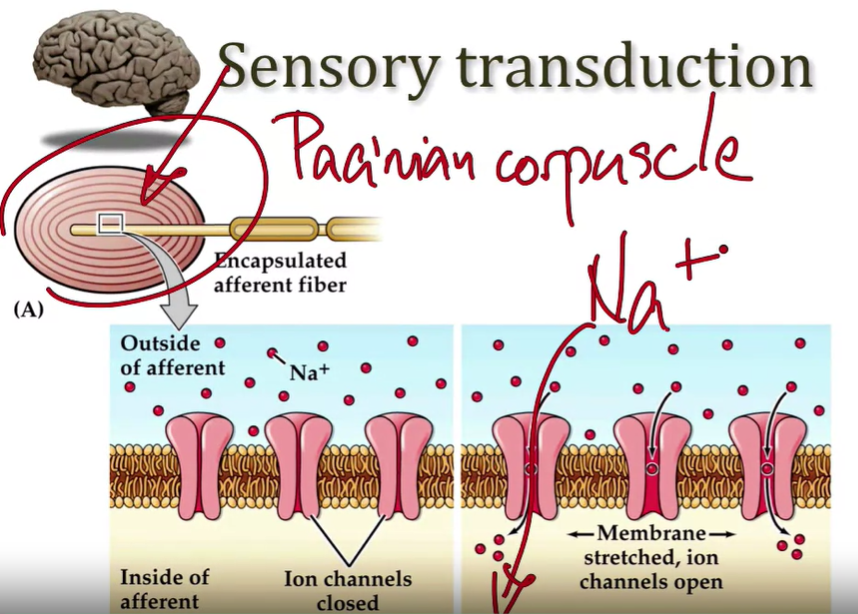 Sensory transduction
Pacinian corpuscle
Encapsulated
afferent fiber
(A)
Na+
Outside
of afferent
Na+
Membrane
stretched, ion
channels open
Inside of
afferent
Ion channels
closed